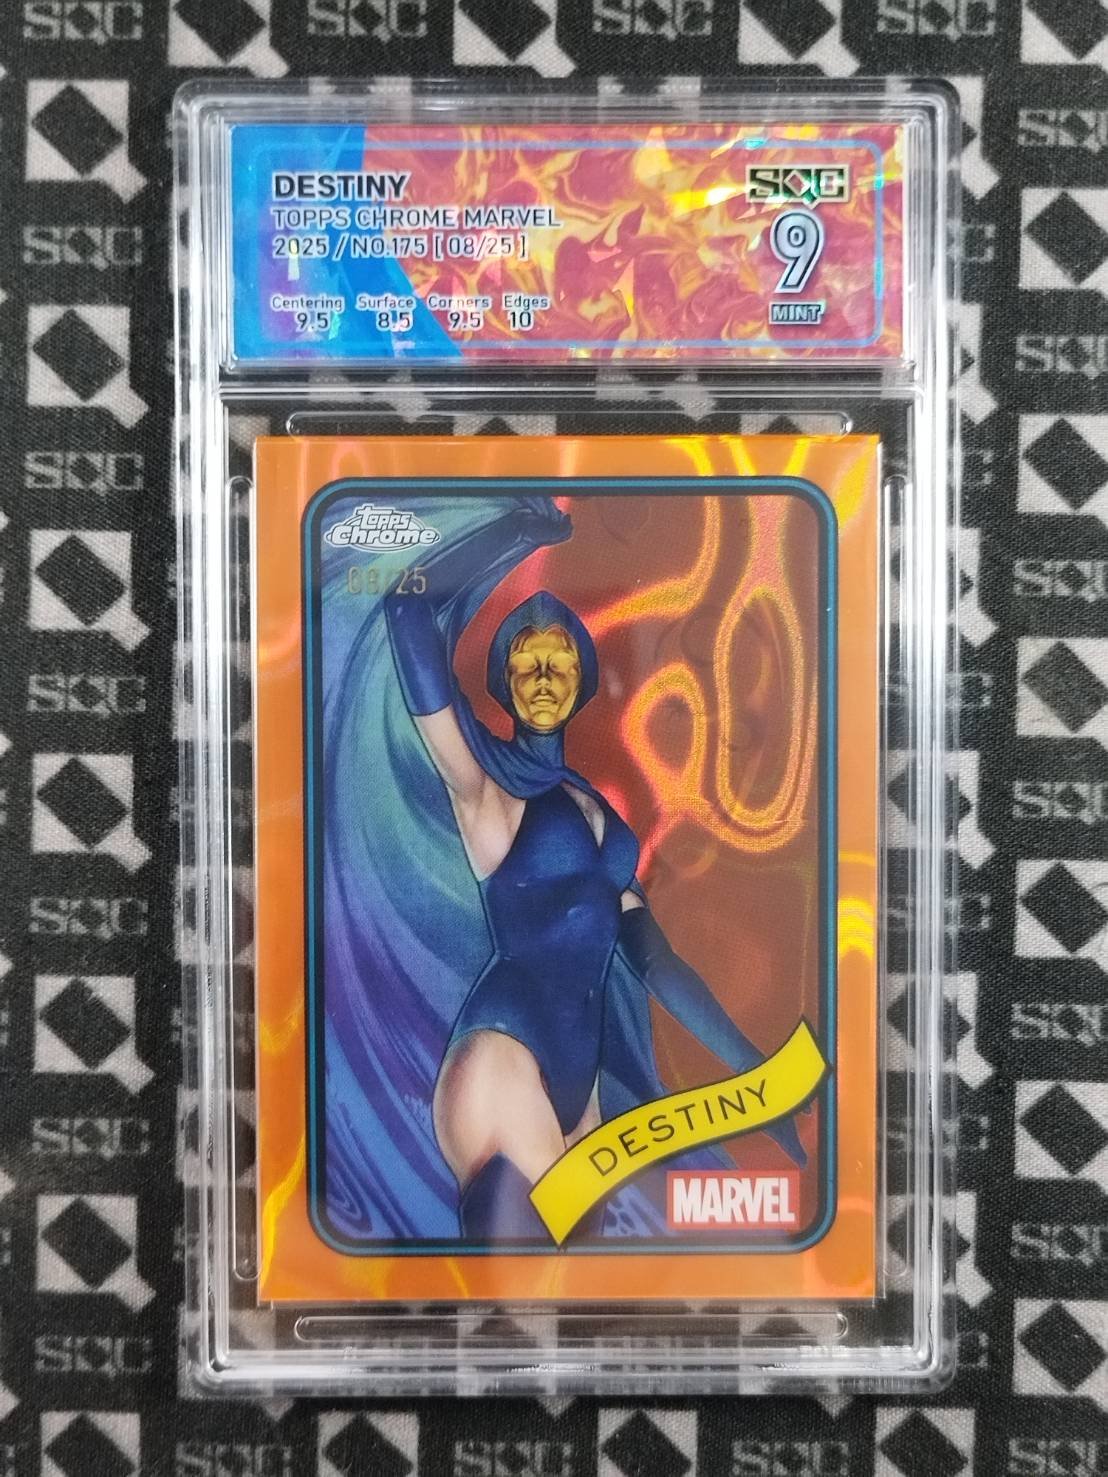 DESTINY
TOPPS CHROME MARVEL
2025 / NO.175 [ 08/25 ]
Centering Surface Corners Edges
9.5 8.5 9.5 10
SQC
9
MINT
topps
Chrome
08/25
DESTINY
MARVEL
SQC